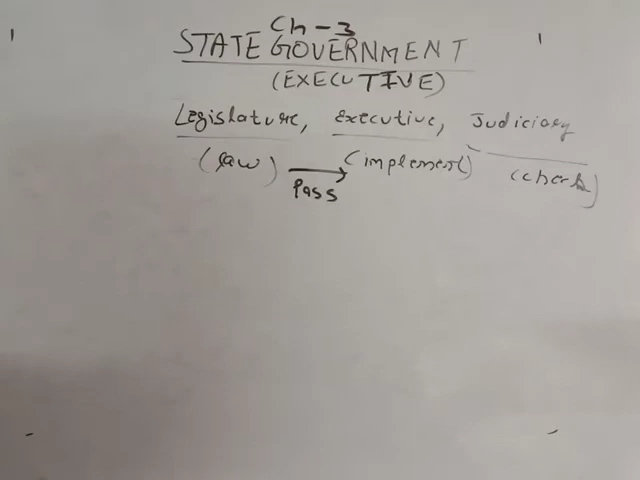 Ch-3
STATE GOVERNMENT
(EXECUTIVE)
Legislature, executive, Judiciary
(law) → (implement) (check)
Pass